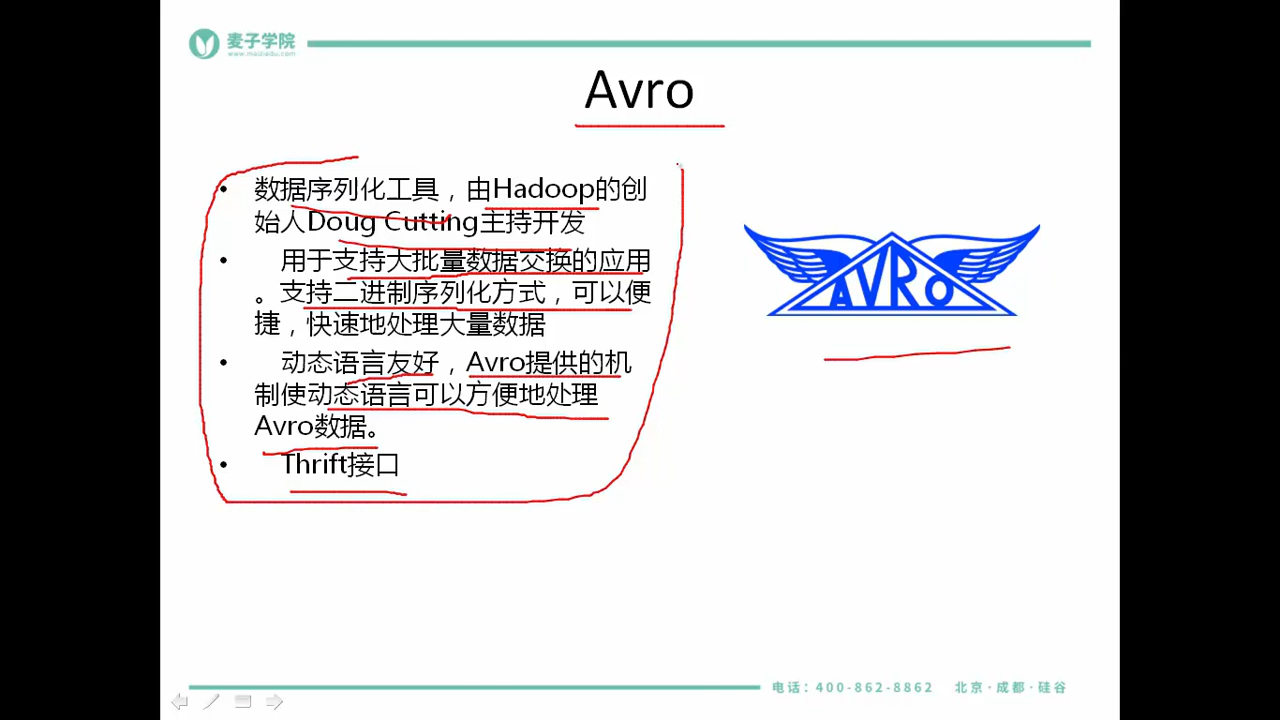 麦子学院
www.maiziedu.com
Avro
• 数据序列化工具，由Hadoop的创
始人Doug Cutting主持开发
• 用于支持大批量数据交换的应用
。支持二进制序列化方式，可以便
捷，快速地处理大量数据
• 动态语言友好，Avro提供的机
制使动态语言可以方便地处理
Avro数据。
• Thrift接口
AVRO
电话：400-862-8862 北京·成都·硅谷